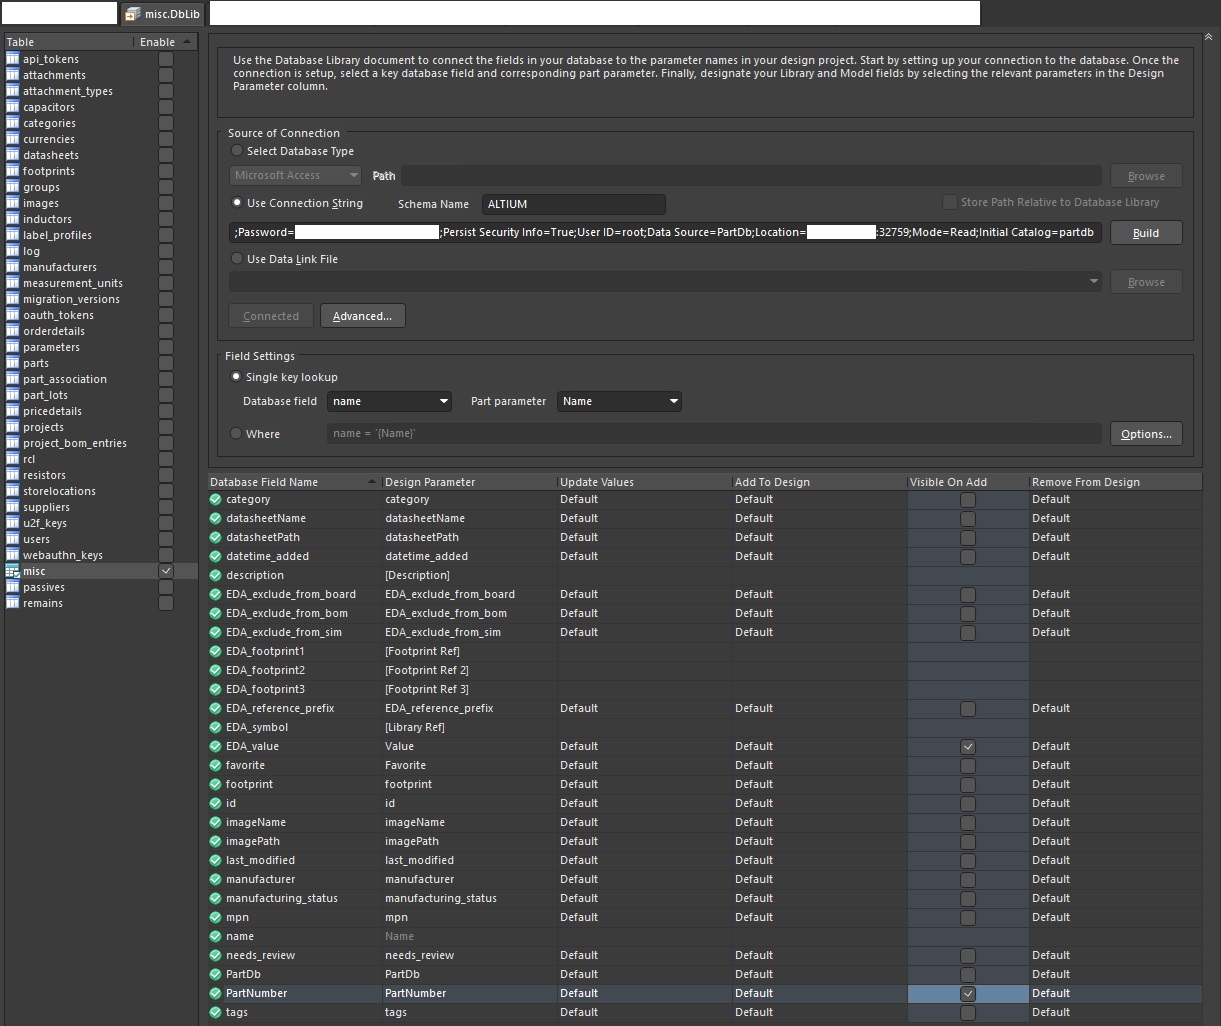 misc.DbLib
Table Enable
api_tokens
attachments
attachment_types
capacitors
categories
currencies
datasheets
footprints
groups
images
inductors
label_profiles
log
manufacturers
measurement_units
migration_versions
oauth_tokens
orderdetails
parameters
parts
part_association
part_lots
pricedetails
projects
project_bom_entries
rcl
resistors
storelocations
suppliers
u2f_keys
users
webauthn_keys
misc
passives
remains
Use the Database Library document to connect the fields in your database to the parameter names in your design project. Start by setting up your connection to the database. Once the
connection is setup, select a key database field and corresponding part parameter. Finally, designate your Library and Model fields by selecting the relevant parameters in the Design
Parameter column.
Source of Connection
Select Database Type
Microsoft Access Path Browse
Use Connection String Schema Name ALTIUM Store Path Relative to Database Library
;Password= ;Persist Security Info=True;User ID=root;Data Source=PartDb;Location= :32759;Mode=Read;Initial Catalog=partdb Build
Use Data Link File
Browse
Connected Advanced...
Field Settings
Single key lookup
Database field name Part parameter Name
Where name = '{Name}' Options...
Database Field Name Design Parameter Update Values Add To Design Visible On Add Remove From Design
category category Default Default Default
datasheetName datasheetName Default Default Default
datasheetPath datasheetPath Default Default Default
datetime_added datetime_added Default Default Default
description [Description]
EDA_exclude_from_board EDA_exclude_from_board Default Default Default
EDA_exclude_from_bom EDA_exclude_from_bom Default Default Default
EDA_exclude_from_sim EDA_exclude_from_sim Default Default Default
EDA_footprint1 [Footprint Ref]
EDA_footprint2 [Footprint Ref 2]
EDA_footprint3 [Footprint Ref 3]
EDA_reference_prefix EDA_reference_prefix Default Default Default
EDA_symbol [Library Ref]
EDA_value Value Default Default Default
favorite Favorite Default Default Default
footprint footprint Default Default Default
id id Default Default Default
imageName imageName Default Default Default
imagePath imagePath Default Default Default
last_modified last_modified Default Default Default
manufacturer manufacturer Default Default Default
manufacturing_status manufacturing_status Default Default Default
mpn mpn Default Default Default
name Name
needs_review needs_review Default Default Default
PartDb PartDb Default Default Default
PartNumber PartNumber Default Default Default
tags tags Default Default Default